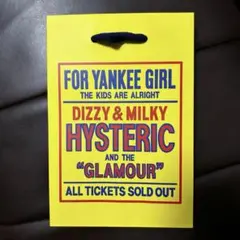 FOR YANKEE GIRL
THE KIDS ARE ALRIGHT
DIZZY & MILKY
HYSTERIC
AND THE
"GLAMOUR"
ALL TICKETS SOLD OUT